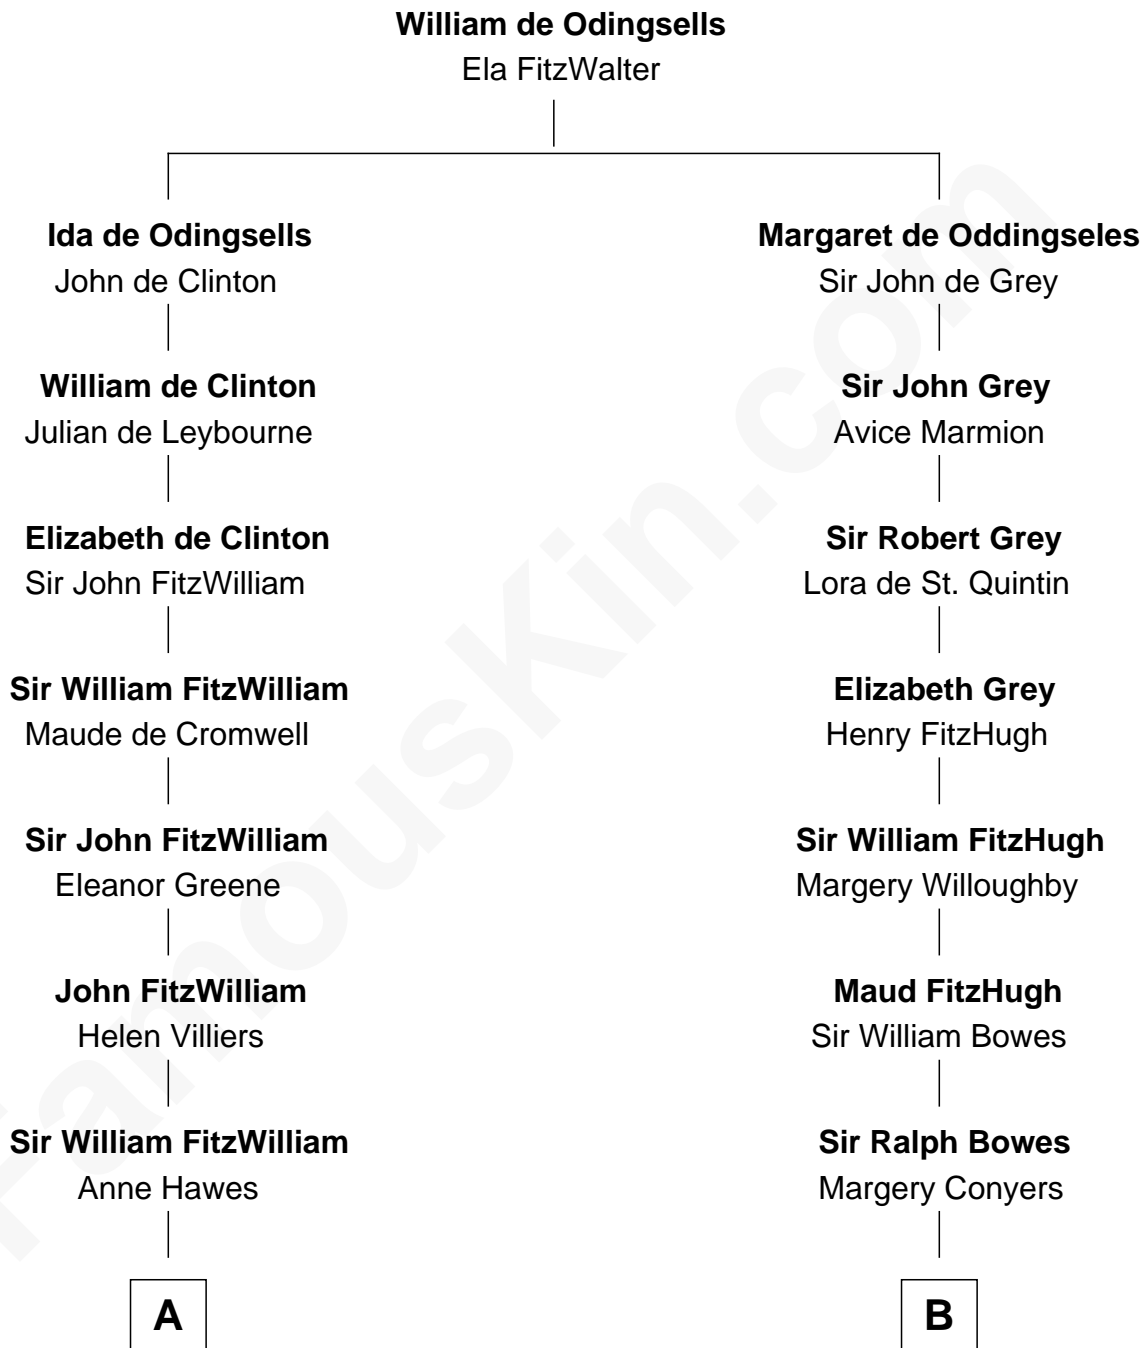 William de Odingsells
Ela FitzWalter
Ida de Odingsells
John de Clinton
William de Clinton
Julian de Leybourne
Elizabeth de Clinton
Sir John FitzWilliam
Sir William FitzWilliam
Maude de Cromwell
Sir John FitzWilliam
Eleanor Greene
John FitzWilliam
Helen Villiers
Sir William FitzWilliam
Anne Hawes
A
Margaret de Oddingseles
Sir John de Grey
Sir John Grey
Avice Marmion
Sir Robert Grey
Lora de St. Quintin
Elizabeth Grey
Henry FitzHugh
Sir William FitzHugh
Margery Willoughby
Maud FitzHugh
Sir William Bowes
Sir Ralph Bowes
Margery Conyers
B
FamousKin.com